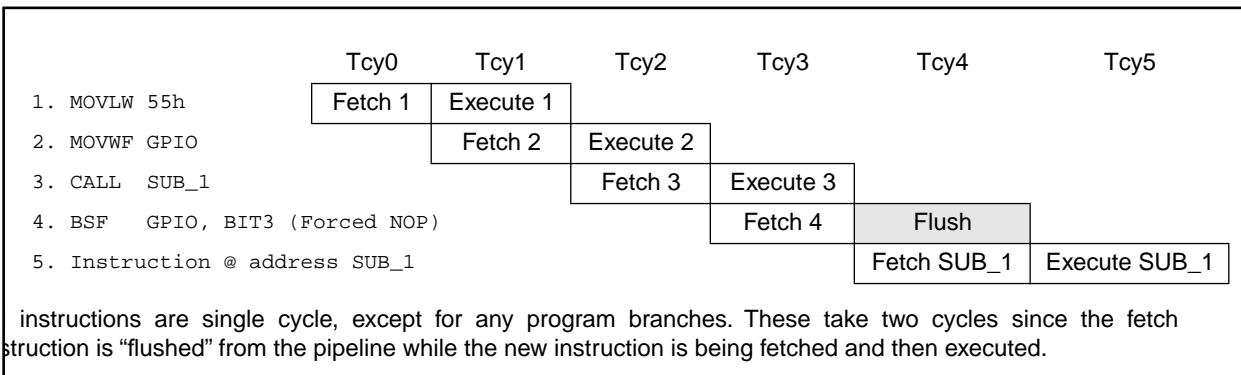 Tcy0 Tcy1 Tcy2 Tcy3 Tcy4 Tcy5
1. MOVLW 55h Fetch 1 Execute 1
2. MOVWF GPIO Fetch 2 Execute 2
3. CALL SUB_1 Fetch 3 Execute 3
4. BSF GPIO, BIT3 (Forced NOP) Fetch 4 Flush
5. Instruction @ address SUB_1 Fetch SUB_1 Execute SUB_1
instructions are single cycle, except for any program branches. These take two cycles since the fetch
struction is “flushed” from the pipeline while the new instruction is being fetched and then executed.